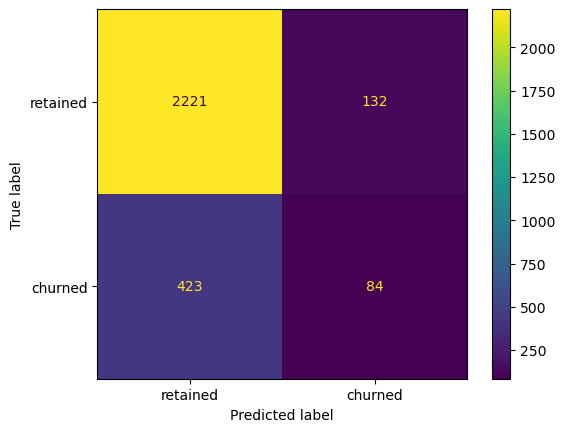 retained
churned
True label
2221
132
423
84
retained
churned
Predicted label
2000
1750
1500
1250
1000
750
500
250